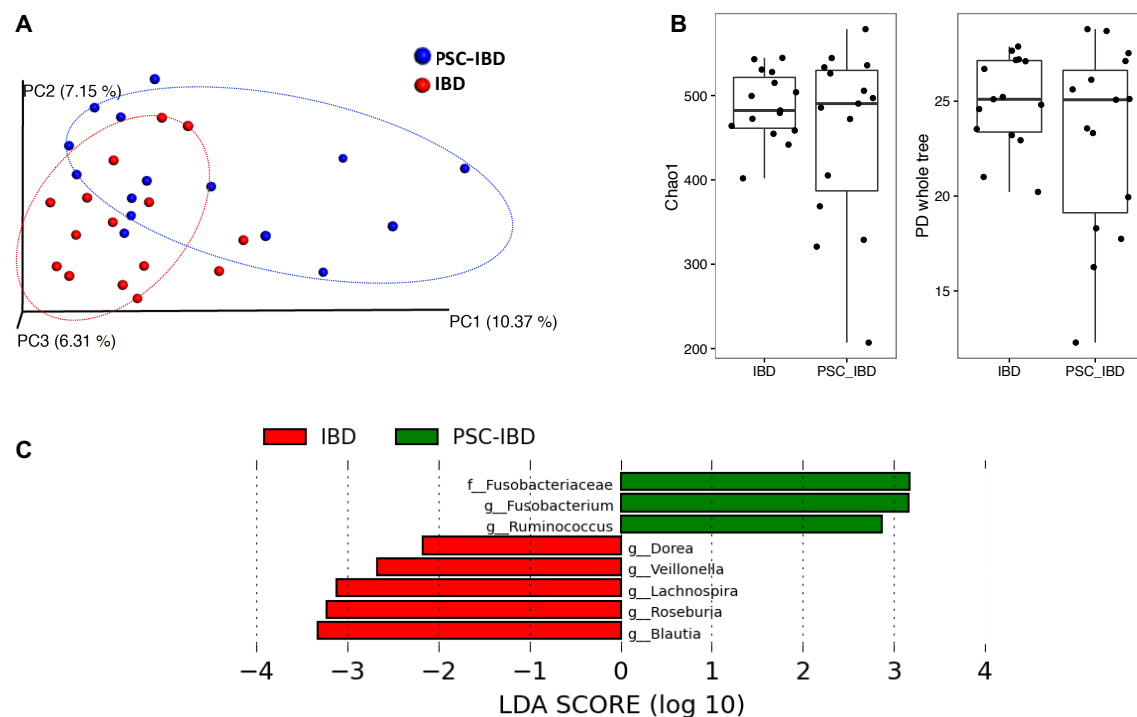 A
PSC-IBD
IBD
PC2 (7.15 %)
PC1 (10.37 %)
PC3 (6.31 %)
B
Chao1
500
400
300
200
IBD
PSC_IBD
PD whole tree
25
20
15
IBD
PSC_IBD
C
IBD
PSC-IBD
f__Fusobacteriaceae
g__Fusobacterium
g__Ruminococcus
g__Dorea
g__Veillonella
g__Lachnospira
g__Roseburia
g__Blautia
−4 −3 −2 −1 0 1 2 3 4
LDA SCORE (log 10)